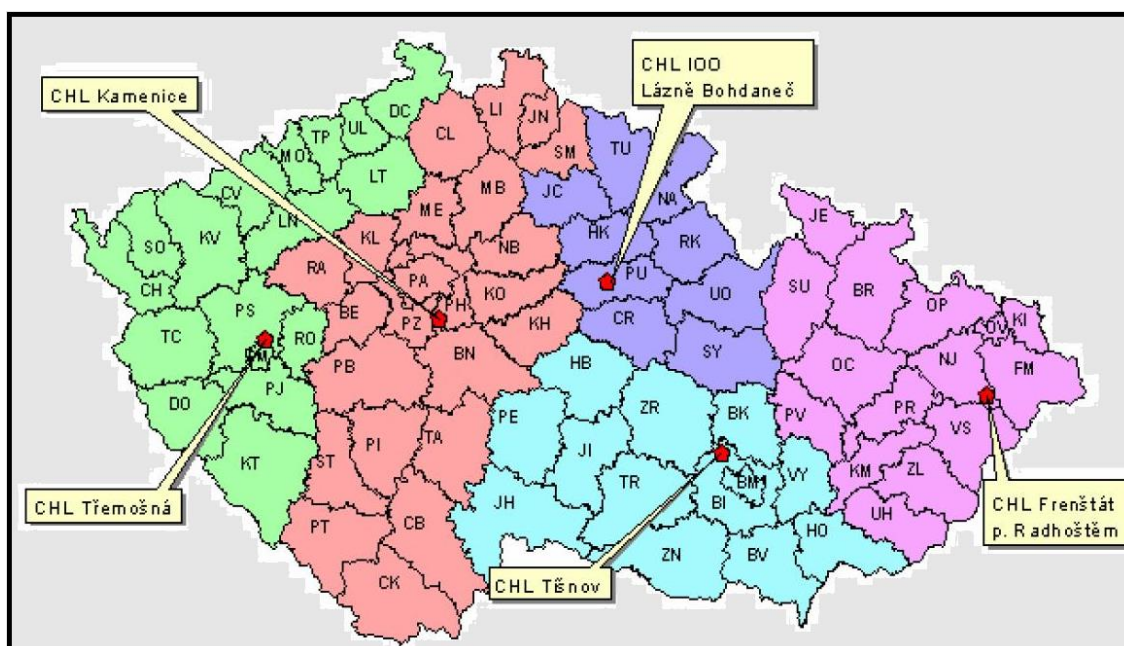 CHL Kamenice
CHL IOO
Lázně Bohdaneč
CHL Třemošná
CHL Tišnov
CHL Frenštát
p. Radhoštěm
DC
UL
TP
MO
LT
CV
LN
KV
SO
CH
PS
TC
RO
DO
PJ
KT
LI
JN
SM
CL
MB
ME
KL
RA
NB
PA
KO
BE
PZ
H
KH
PB
BN
ST
PI
TA
PT
CB
CK
TU
JC
NA
HK
RK
PU
UO
CR
SY
HB
PE
ZR
BK
JI
VY
TR
BM
BI
JH
HO
ZN
BV
JE
SU
BR
OP
OV
KI
NJ
FM
OC
PV
PR
VS
KM
ZL
UH